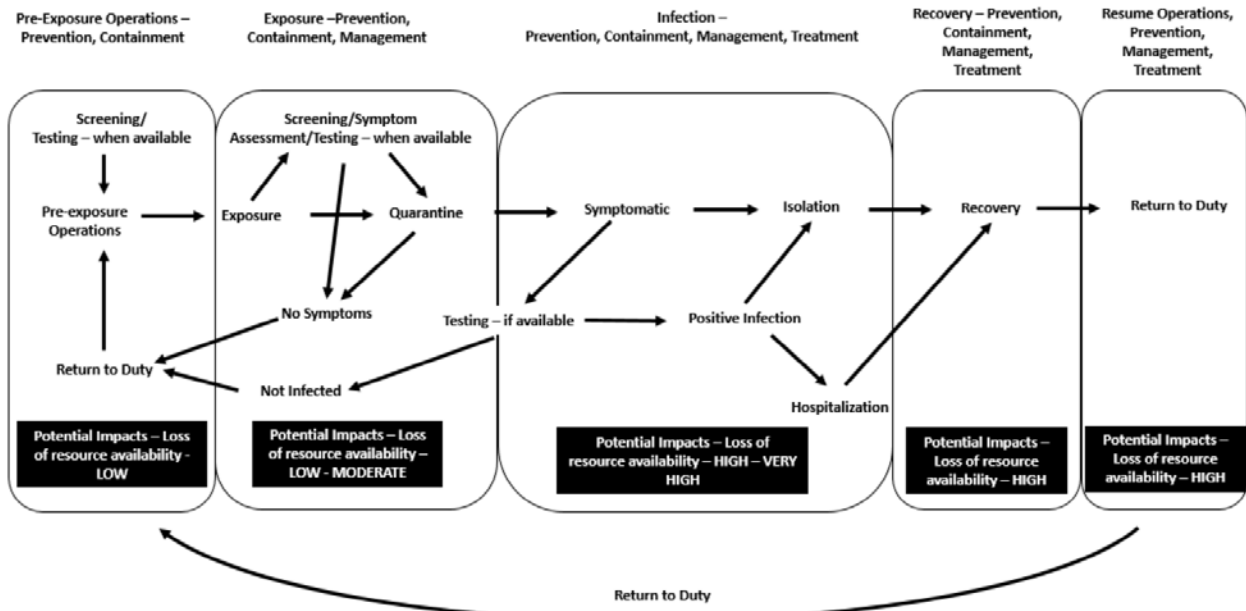 Pre-Exposure Operations –
Prevention, Containment
Exposure –Prevention,
Containment, Management
Infection –
Prevention, Containment, Management, Treatment
Recovery – Prevention,
Containment,
Management,
Treatment
Resume Operations,
Prevention,
Management,
Treatment
Screening/
Testing – when available
Pre-exposure
Operations
Return to Duty
Potential Impacts – Loss
of resource availability -
LOW
Screening/Symptom
Assessment/Testing – when available
Exposure
Quarantine
No Symptoms
Not Infected
Potential Impacts – Loss
of resource availability –
LOW - MODERATE
Symptomatic
Isolation
Testing – if available
Positive Infection
Hospitalization
Potential Impacts – Loss of
resource availability – HIGH – VERY
HIGH
Recovery
Potential Impacts –
Loss of resource
availability – HIGH
Return to Duty
Potential Impacts –
Loss of resource
availability – HIGH
Return to Duty